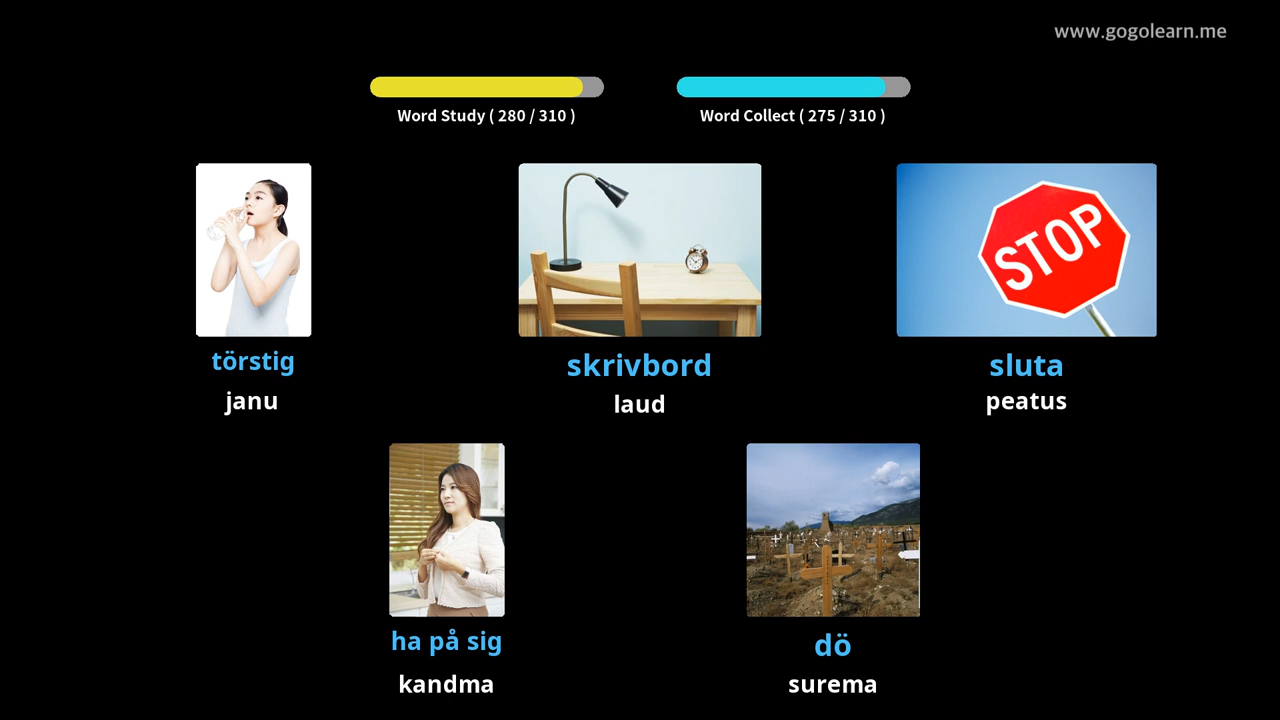 www.gogolearn.me
Word Study ( 280 / 310 )
Word Collect ( 275 / 310 )
STOP
törstig
skrivbord
sluta
janu
laud
peatus
ha på sig
dö
kandma
surema